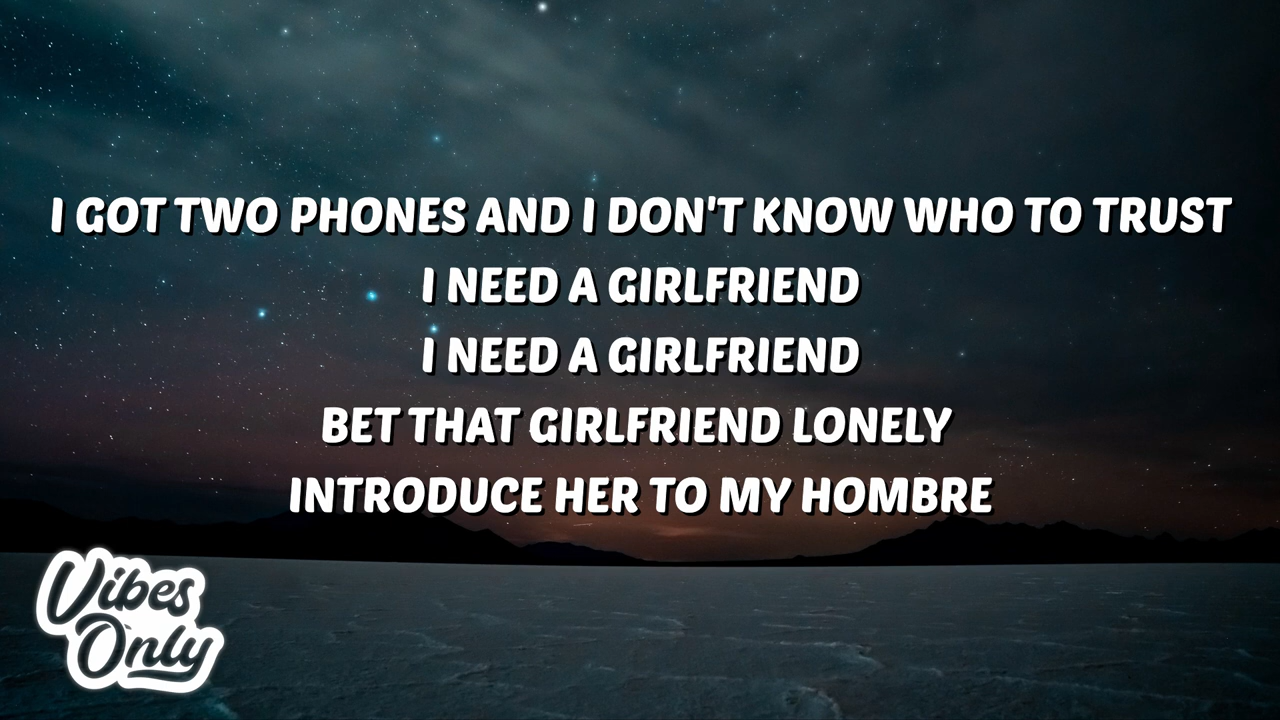 I GOT TWO PHONES AND I DON'T KNOW WHO TO TRUST
I NEED A GIRLFRIEND
I NEED A GIRLFRIEND
BET THAT GIRLFRIEND LONELY
INTRODUCE HER TO MY HOMBRE
Vibes
Only